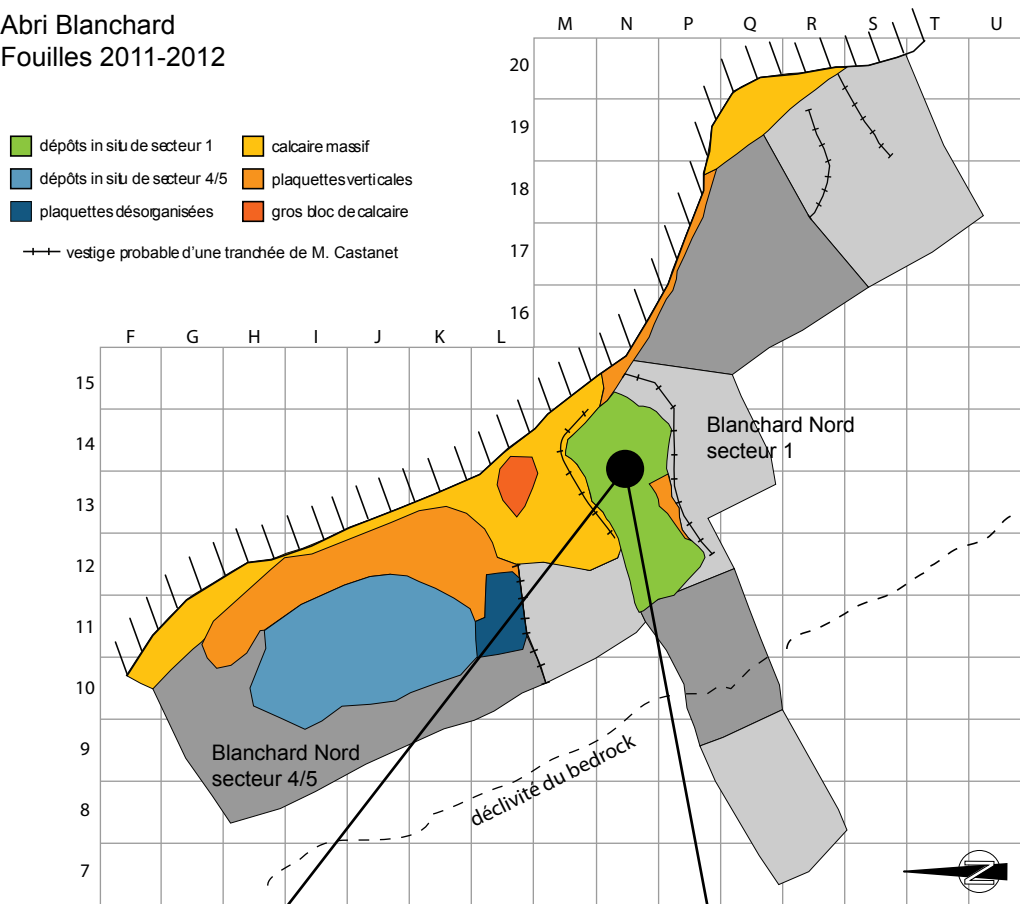 Abri Blanchard
Fouilles 2011-2012
dépôts in situ de secteur 1
calcaire massif
dépôts in situ de secteur 4/5
plaquettes verticales
plaquettes désorganisées
gros bloc de calcaire
vestige probable d'une tranchée de M. Castanet
M N P Q R S T U
20
19
18
17
16
F G H I J K L
15
14
13
12
11
10
9
8
7
Blanchard Nord
secteur 1
Blanchard Nord
secteur 4/5
déclivité du bedrock
N